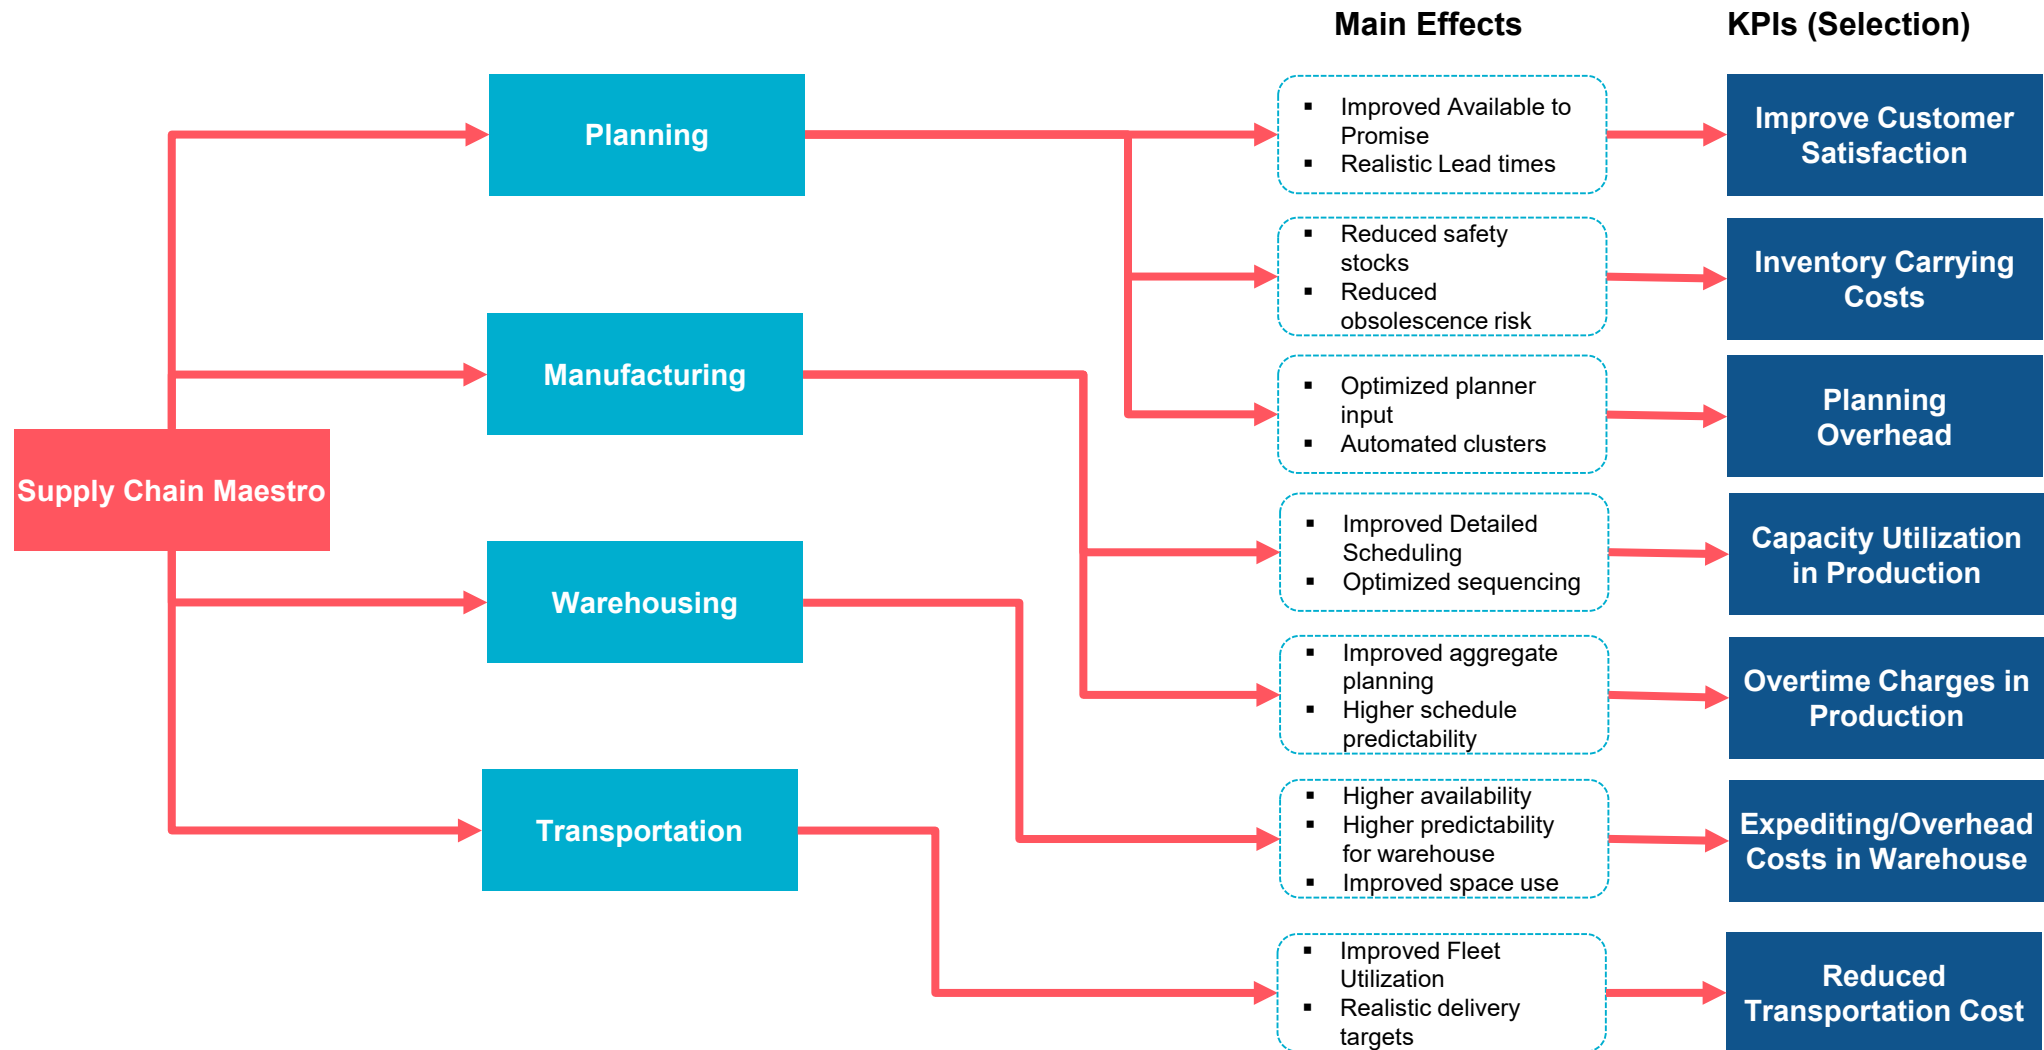 Main Effects
KPIs (Selection)
Supply Chain Maestro
Planning
Manufacturing
Warehousing
Transportation
▪ Improved Available to
Promise
▪ Realistic Lead times
Improve Customer
Satisfaction
▪ Reduced safety
stocks
▪ Reduced
obsolescence risk
Inventory Carrying
Costs
▪ Optimized planner
input
▪ Automated clusters
Planning
Overhead
▪ Improved Detailed
Scheduling
▪ Optimized sequencing
Capacity Utilization
in Production
▪ Improved aggregate
planning
▪ Higher schedule
predictability
Overtime Charges in
Production
▪ Higher availability
▪ Higher predictability
for warehouse
▪ Improved space use
Expediting/Overhead
Costs in Warehouse
▪ Improved Fleet
Utilization
▪ Realistic delivery
targets
Reduced
Transportation Cost